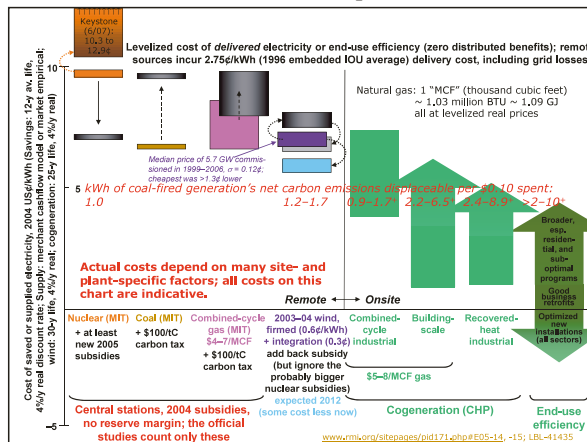 Keystone
(6/07):
10.3 to
12.9¢
Levelized cost of delivered electricity or end-use efficiency (zero distributed benefits); remot
sources incur 2.75¢/kWh (1996 embedded IOU average) delivery cost, including grid losses
Cost of saved or supplied electricity, 2004 US¢/kWh (Savings: 12-y av. life,
4%/y real discount rate; Supply: merchant cashflow model or market empirical;
wind: 30-y life, 4%/y real; cogeneration: 25-y life, 4%/y real)
10
Natural gas: 1 "MCF" (thousand cubic feet)
~ 1.03 million BTU ~ 1.09 GJ
all at levelized real prices
Median price of 5.7 GW commis-
sioned in 1999–2006, σ = 0.12¢;
cheapest was >1.3¢ lower
5
kWh of coal-fired generation's net carbon emissions displaceable per $0.10 spent:
1.0
1.2–1.7
0.9–1.7+
2.2–6.5+
2.4–8.9+
>2–10+
Broader,
esp.
residen-
tial, and
sub-
optimal
programs
Actual costs depend on many site- and
plant-specific factors; all costs on
this chart are indicative.
Good
business
retrofits
Remote
Onsite
Optimized
new
installations
(all sectors)
Nuclear (MIT)
+ at least
new 2005
subsidies
Coal (MIT)
+ $100/tC
carbon tax
Combined-cycle
gas (MIT)
$4–7/MCF
+ $100/tC
carbon tax
2003–04 wind,
firmed (0.6¢/kWh)
+ integration (0.3¢)
add back subsidy
(but ignore the
probably bigger
nuclear subsidies)
expected 2012
(some cost less now)
Combined-
cycle
industrial
Building-
scale
Recovered-
heat
industrial
$5–8/MCF gas
–5
Central stations, 2004 subsidies,
no reserve margin; the official
studies count only these
Cogeneration (CHP)
End-use
efficiency
www.rmi.org/sitepages/pid171.php#E05-14, -15; LBL-41435